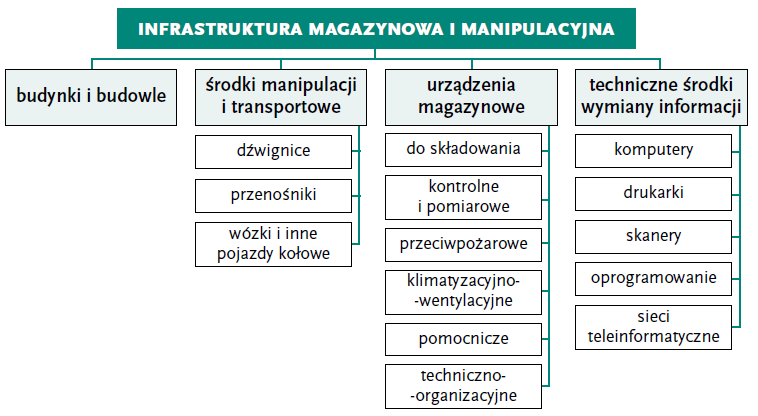 INFRASTRUKTURA MAGAZYNOWA I MANIPULACYJNA
budynki i budowle
środki manipulacji
i transportowe
dźwignice
przenośniki
wózki i inne
pojazdy kołowe
urządzenia
magazynowe
do składowania
kontrolne
i pomiarowe
przeciwpożarowe
klimatyzacyjno-
-wentylacyjne
pomocnicze
techniczno-
-organizacyjne
techniczne środki
wymiany informacji
komputery
drukarki
skanery
oprogramowanie
sieci
teleinformatyczne